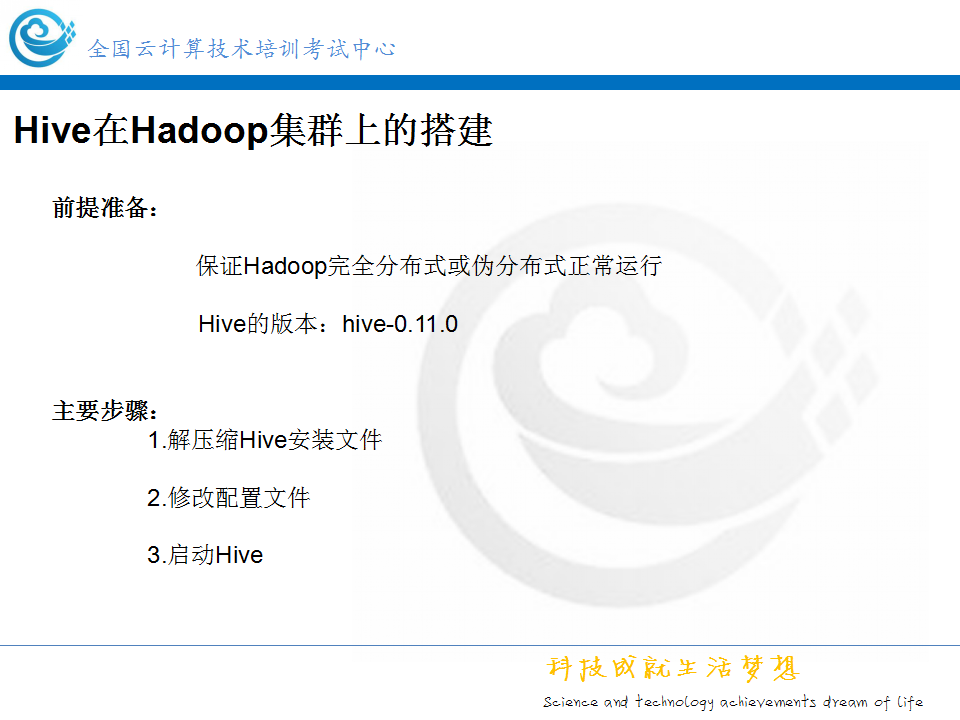 全国云计算技术培训考试中心
Hive在Hadoop集群上的搭建
前提准备：
保证Hadoop完全分布式或伪分布式正常运行
Hive的版本：hive-0.11.0
主要步骤：
1.解压缩Hive安装文件
2.修改配置文件
3.启动Hive
科技成就生活梦想
Science and technology achievements dream of life